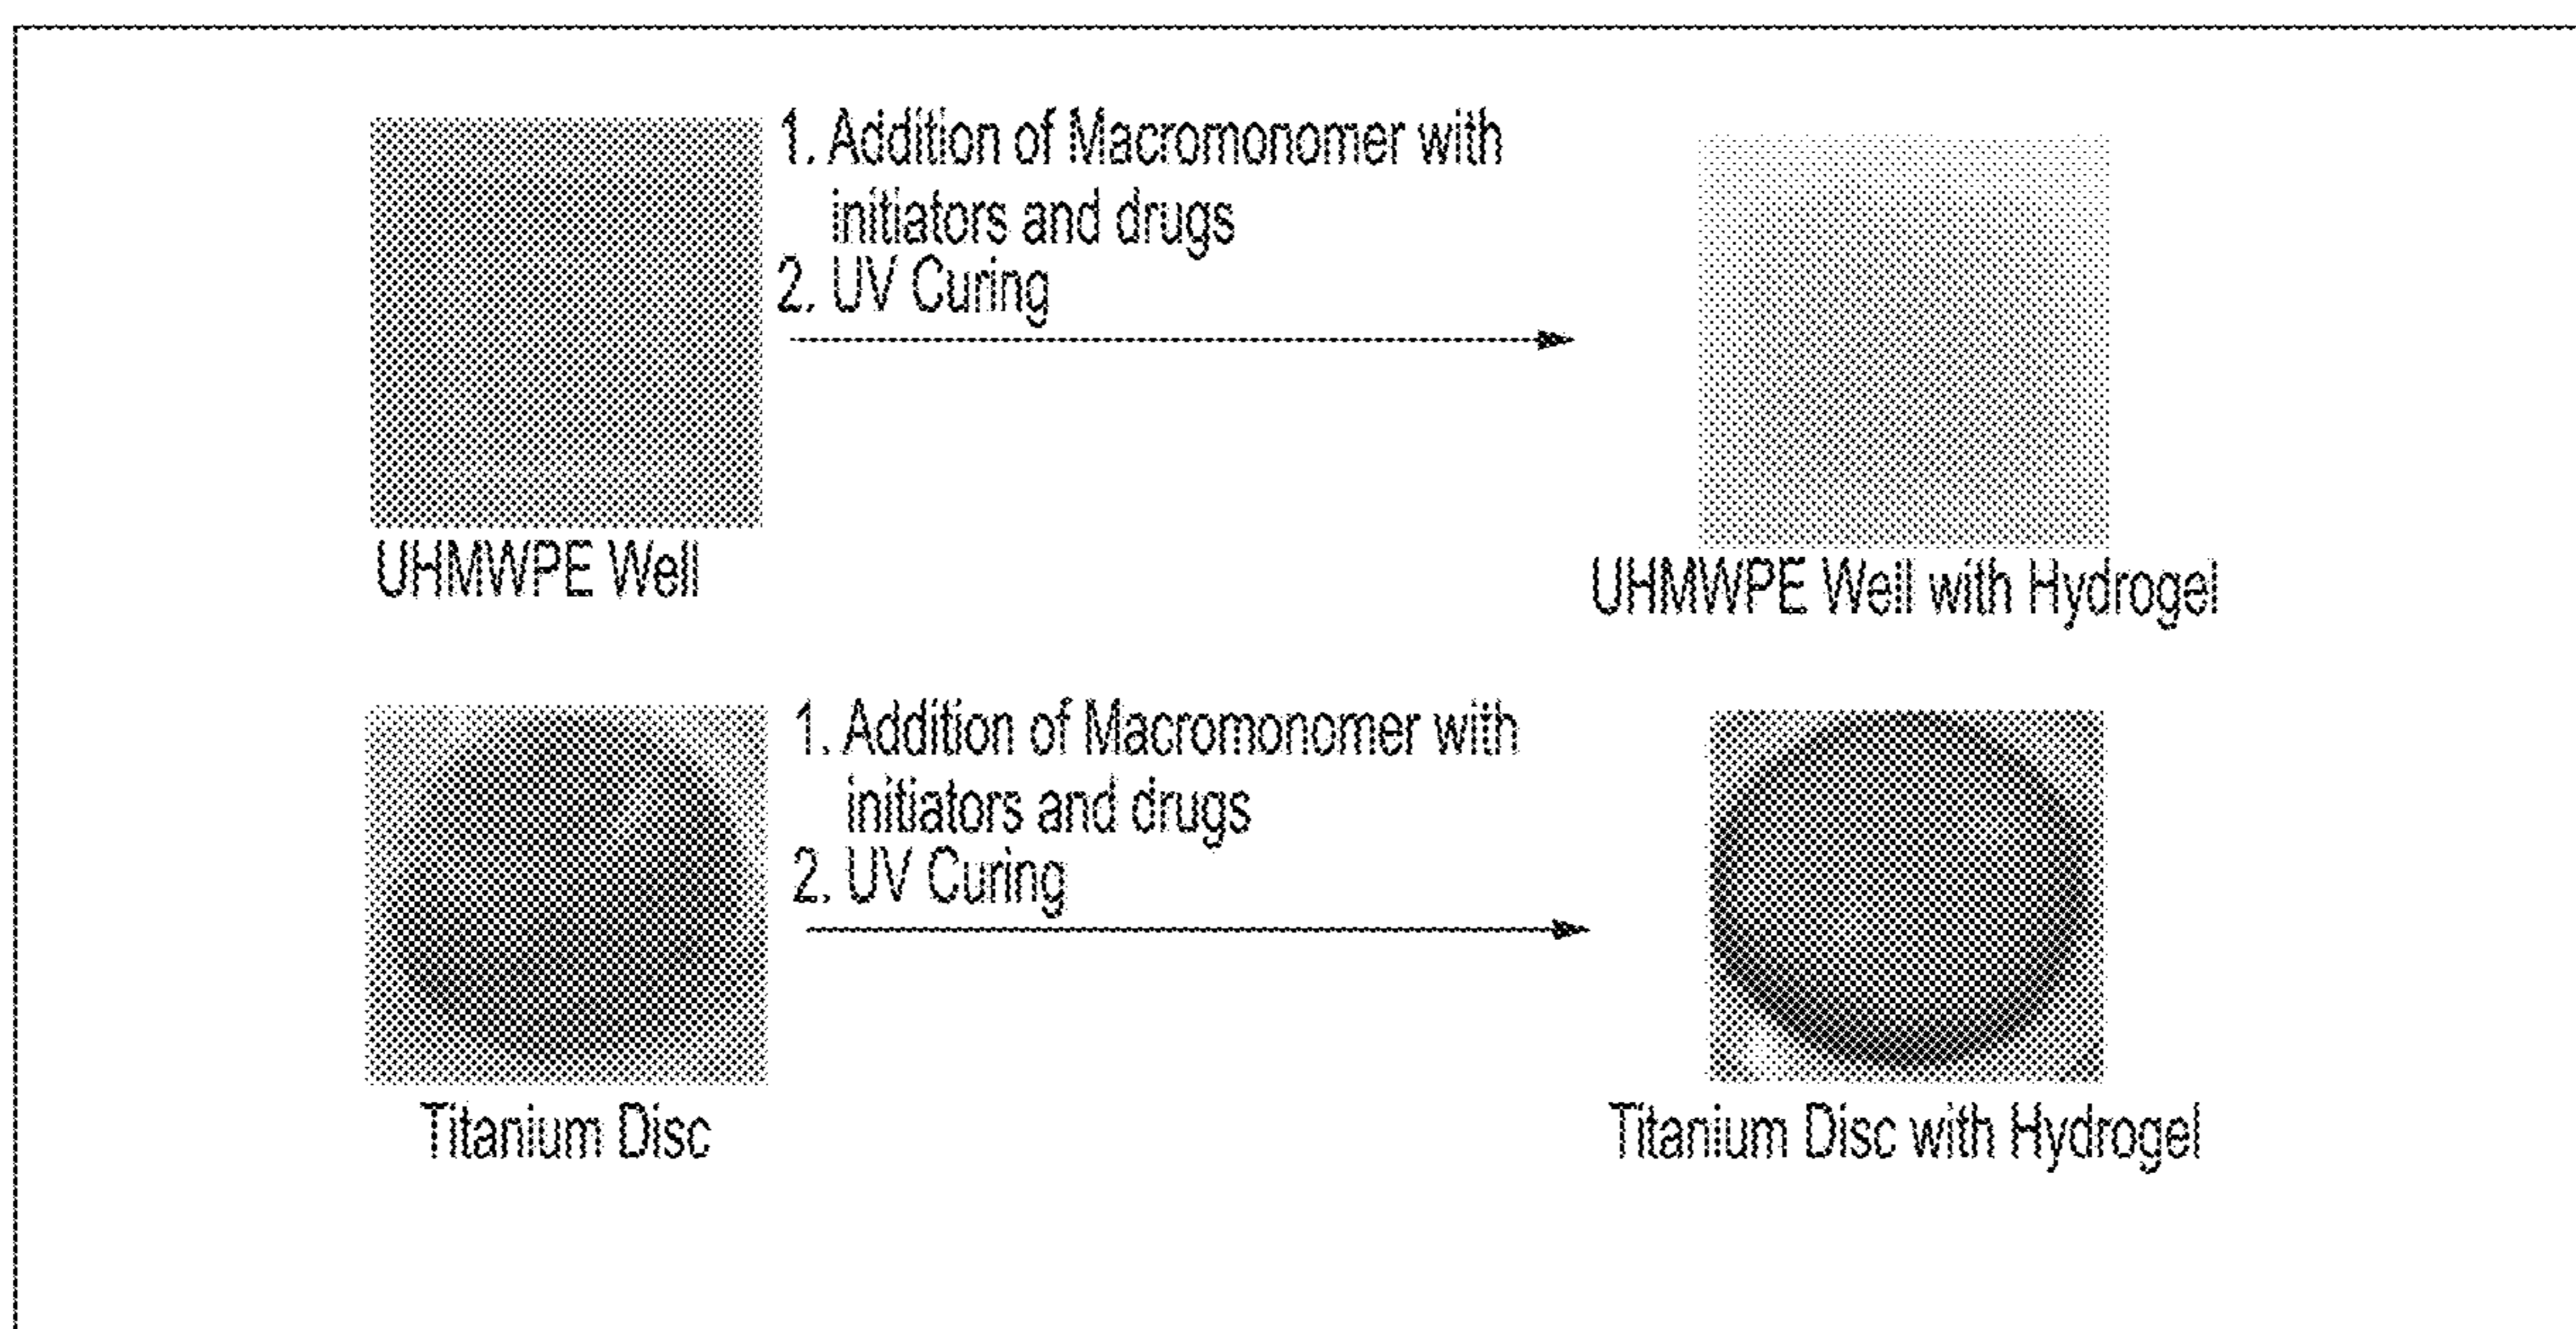 1. Addition of Macromonomer with
initiators and drugs
2. UV Curing
UHMWPE Well
UHMWPE Well with Hydrogel
1. Addition of Macromonomer with
initiators and drugs
2. UV Curing
Titanium Disc
Titanium Disc with Hydrogel